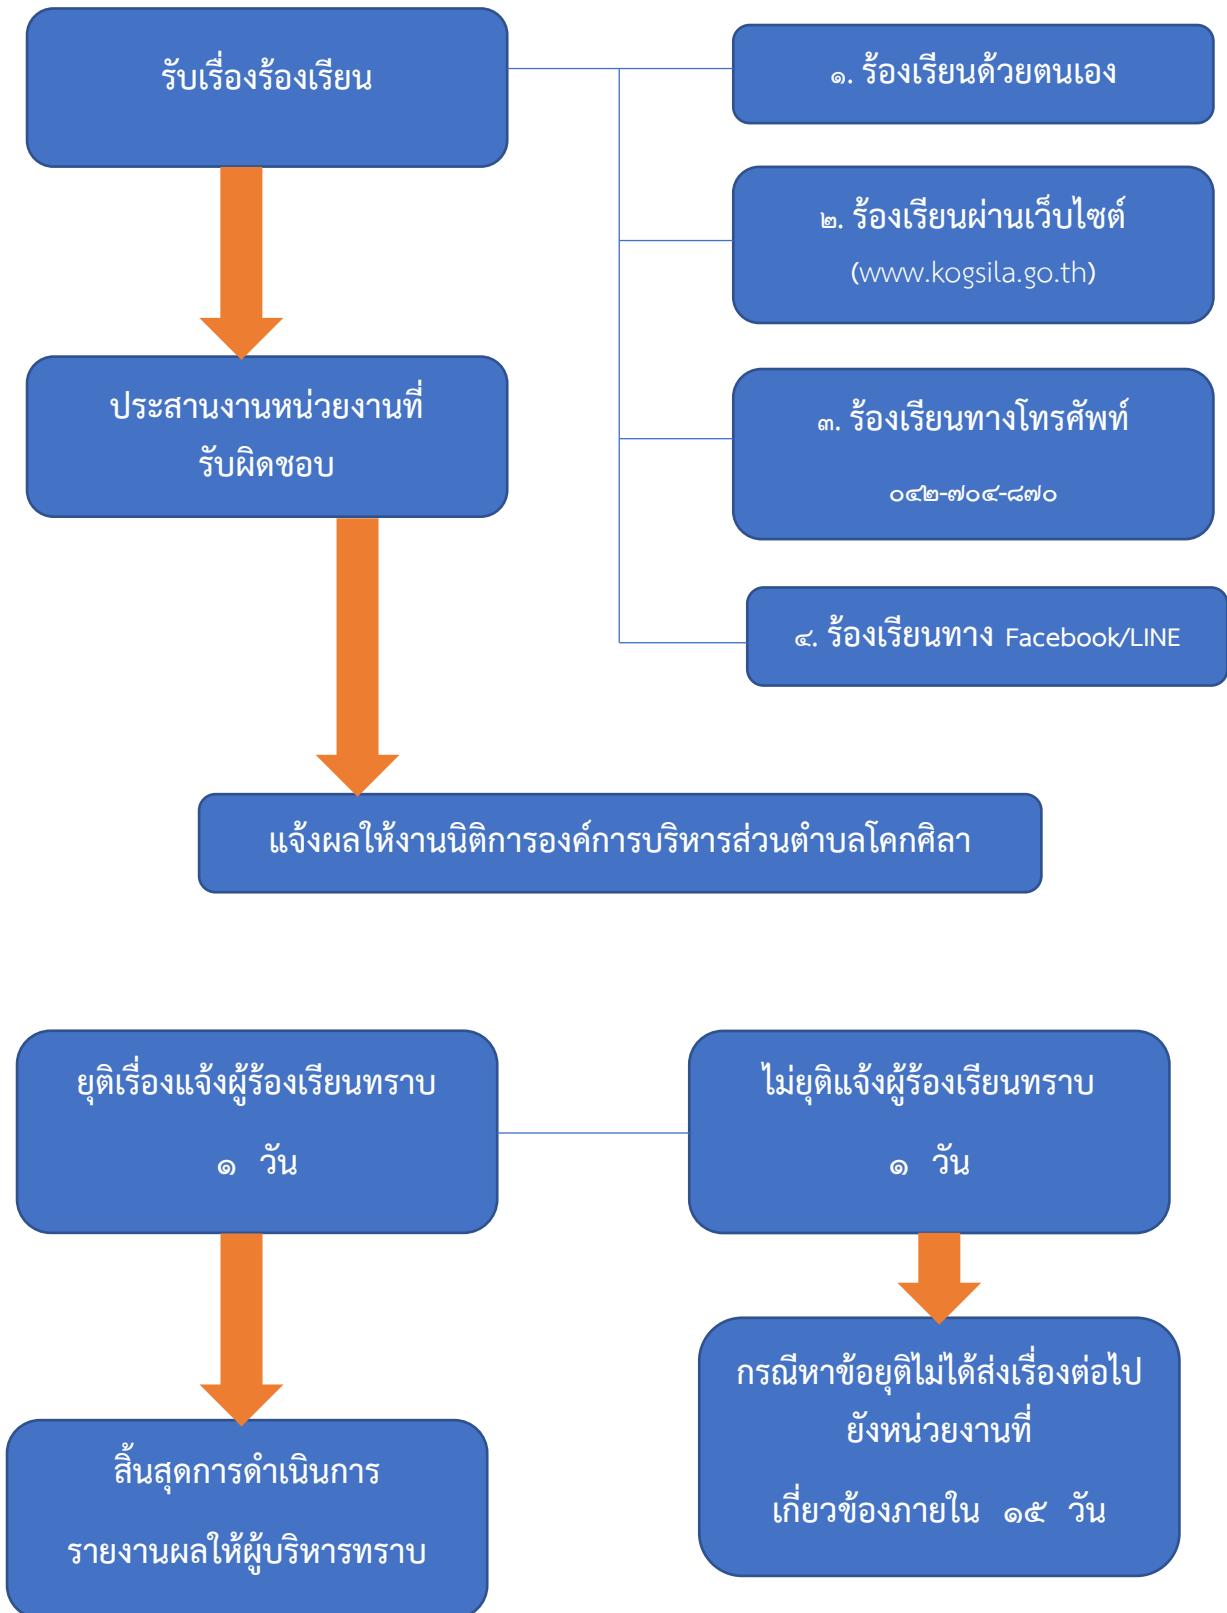 รับเรื่องร้องเรียน
๑. ร้องเรียนด้วยตนเอง
๒. ร้องเรียนผ่านเว็บไซต์
(www.kogsila.go.th)
ประสานงานหน่วยงานที่
รับผิดชอบ
๓. ร้องเรียนทางโทรศัพท์
๐๔๒-๗๐๔-๘๗๐
๔. ร้องเรียนทาง Facebook/LINE
แจ้งผลให้งานนิติการองค์การบริหารส่วนตำบลโคกศิลา
ยุติเรื่องแจ้งผู้ร้องเรียนทราบ
๑ วัน
ไม่ยุติแจ้งผู้ร้องเรียนทราบ
๑ วัน
กรณีหาข้อยุติไม่ได้ส่งเรื่องต่อไป
ยังหน่วยงานที่
เกี่ยวข้องภายใน ๑๕ วัน
สิ้นสุดการดำเนินการ
รายงานผลให้ผู้บริหารทราบ